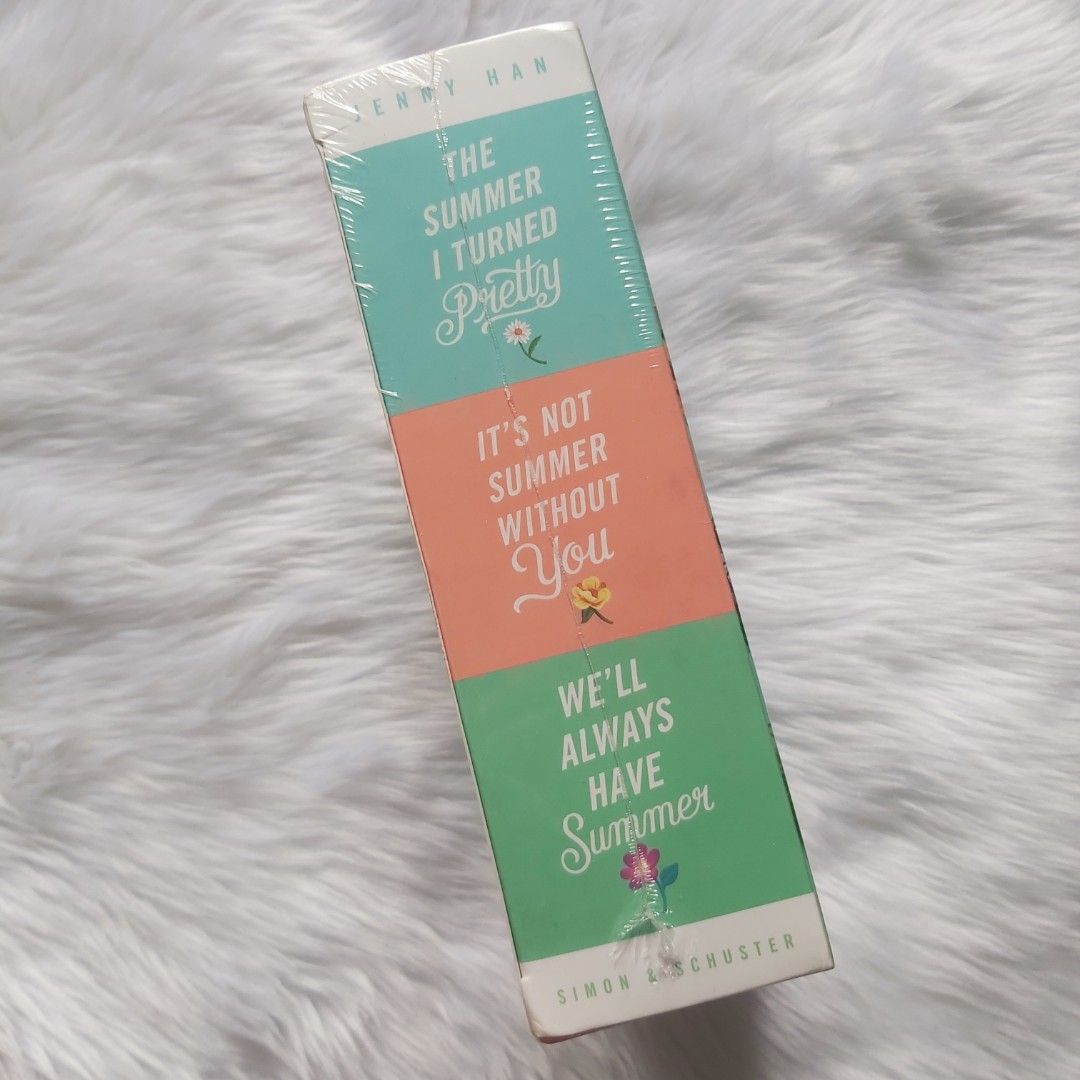 JENNY HAN
THE
SUMMER
I TURNED
Pretty
IT'S NOT
SUMMER
WITHOUT
You
WE'LL
ALWAYS
HAVE
Summer
SIMON & SCHUSTER